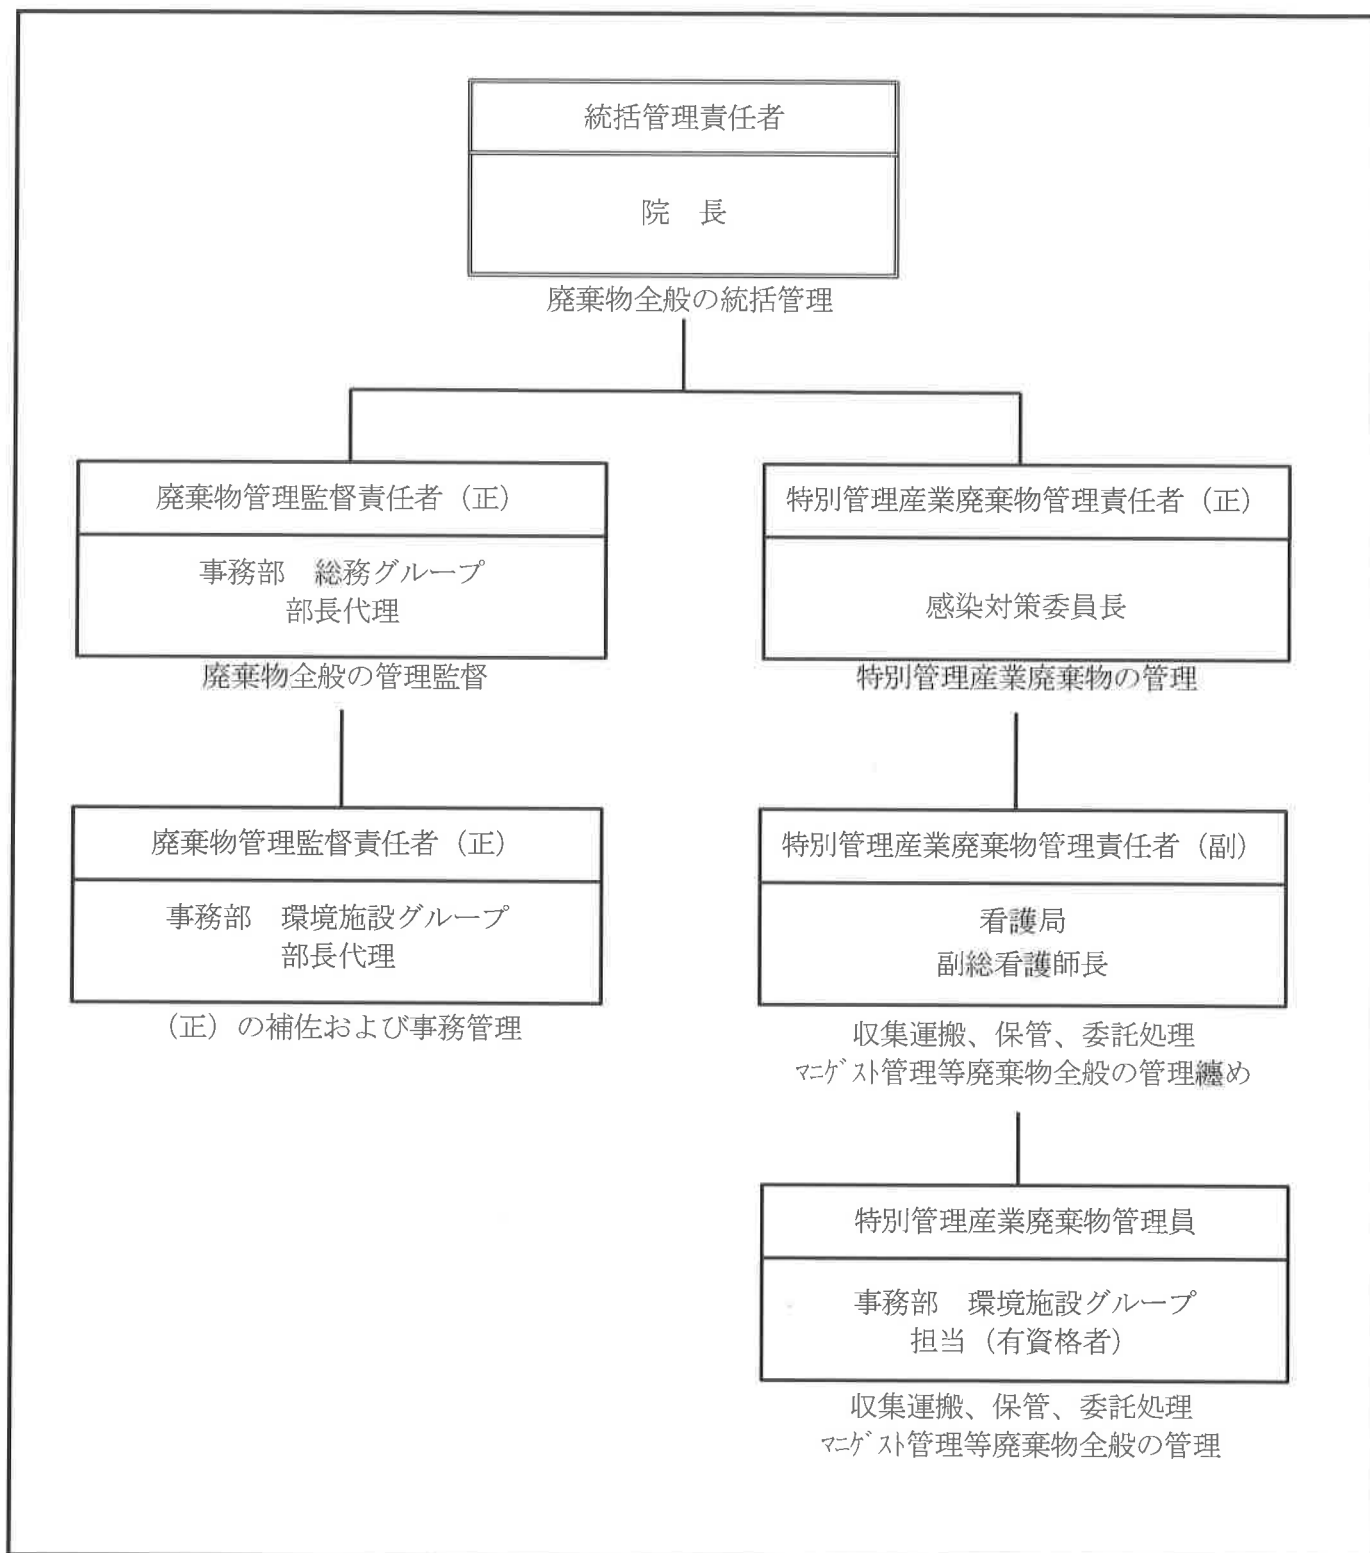 統括管理責任者
院　長
廃棄物全般の統括管理
廃棄物管理監督責任者（正）
事務部　総務グループ
部長代理
廃棄物全般の管理監督
廃棄物管理監督責任者（正）
事務部　環境施設グループ
部長代理
（正）の補佐および事務管理
特別管理産業廃棄物管理責任者（正）
感染対策委員長
特別管理産業廃棄物の管理
特別管理産業廃棄物管理責任者（副）
看護局
副総看護師長
収集運搬、保管、委託処理
ﾏﾆｹﾞｽﾄ管理等廃棄物全般の管理纏め
特別管理産業廃棄物管理員
事務部　環境施設グループ
担当（有資格者）
収集運搬、保管、委託処理
ﾏﾆｹﾞｽﾄ管理等廃棄物全般の管理